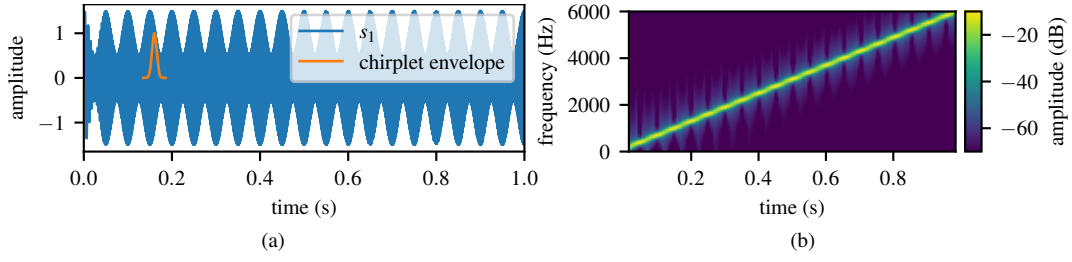 amplitude
1
0
−1
s₁
chirplet envelope
0.0 0.2 0.4 0.6 0.8 1.0
time (s)
(a)
frequency (Hz)
6000
4000
2000
0
0.2 0.4 0.6 0.8
time (s)
(b)
−20
−40
−60
amplitude (dB)